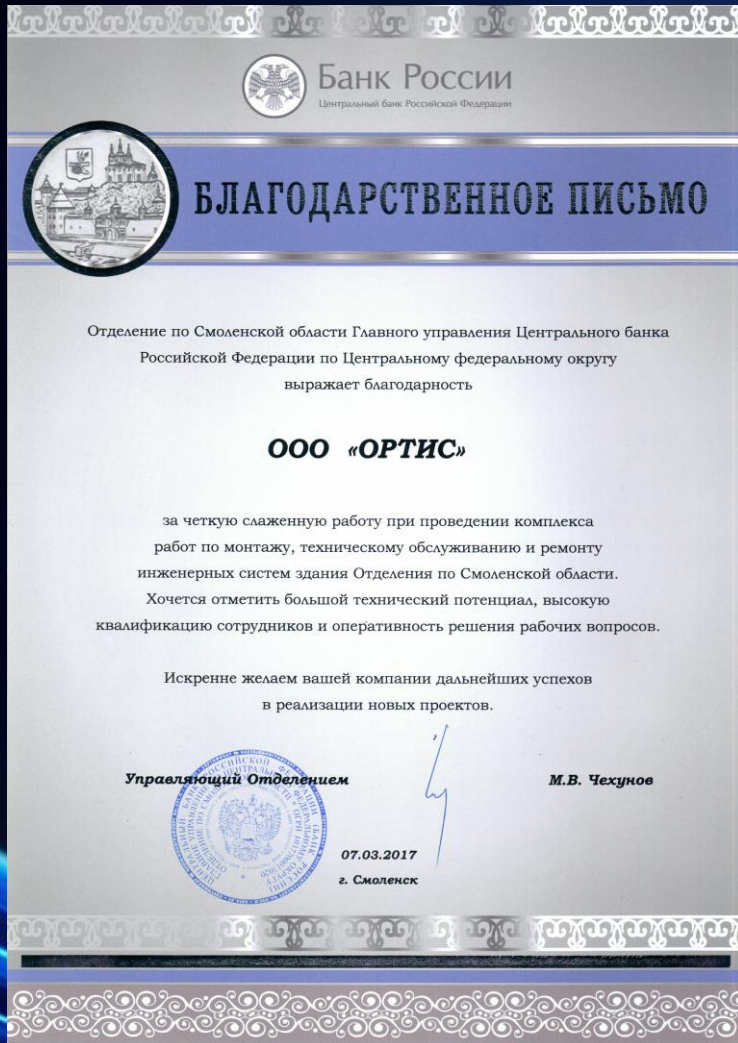 Банк России
Центральный банк Российской Федерации
БЛАГОДАРСТВЕННОЕ ПИСЬМО
Отделение по Смоленской области Главного управления Центрального банка
Российской Федерации по Центральному федеральному округу
выражает благодарность
ООО «ОРТИС»
за четкую слаженную работу при проведении комплекса
работ по монтажу, техническому обслуживанию и ремонту
инженерных систем здания Отделения по Смоленской области.
Хочется отметить большой технический потенциал, высокую
квалификацию сотрудников и оперативность решения рабочих вопросов.
Искренне желаем вашей компании дальнейших успехов
в реализации новых проектов.
Управляющий Отделением
М.В. Чехунов
07.03.2017
г. Смоленск